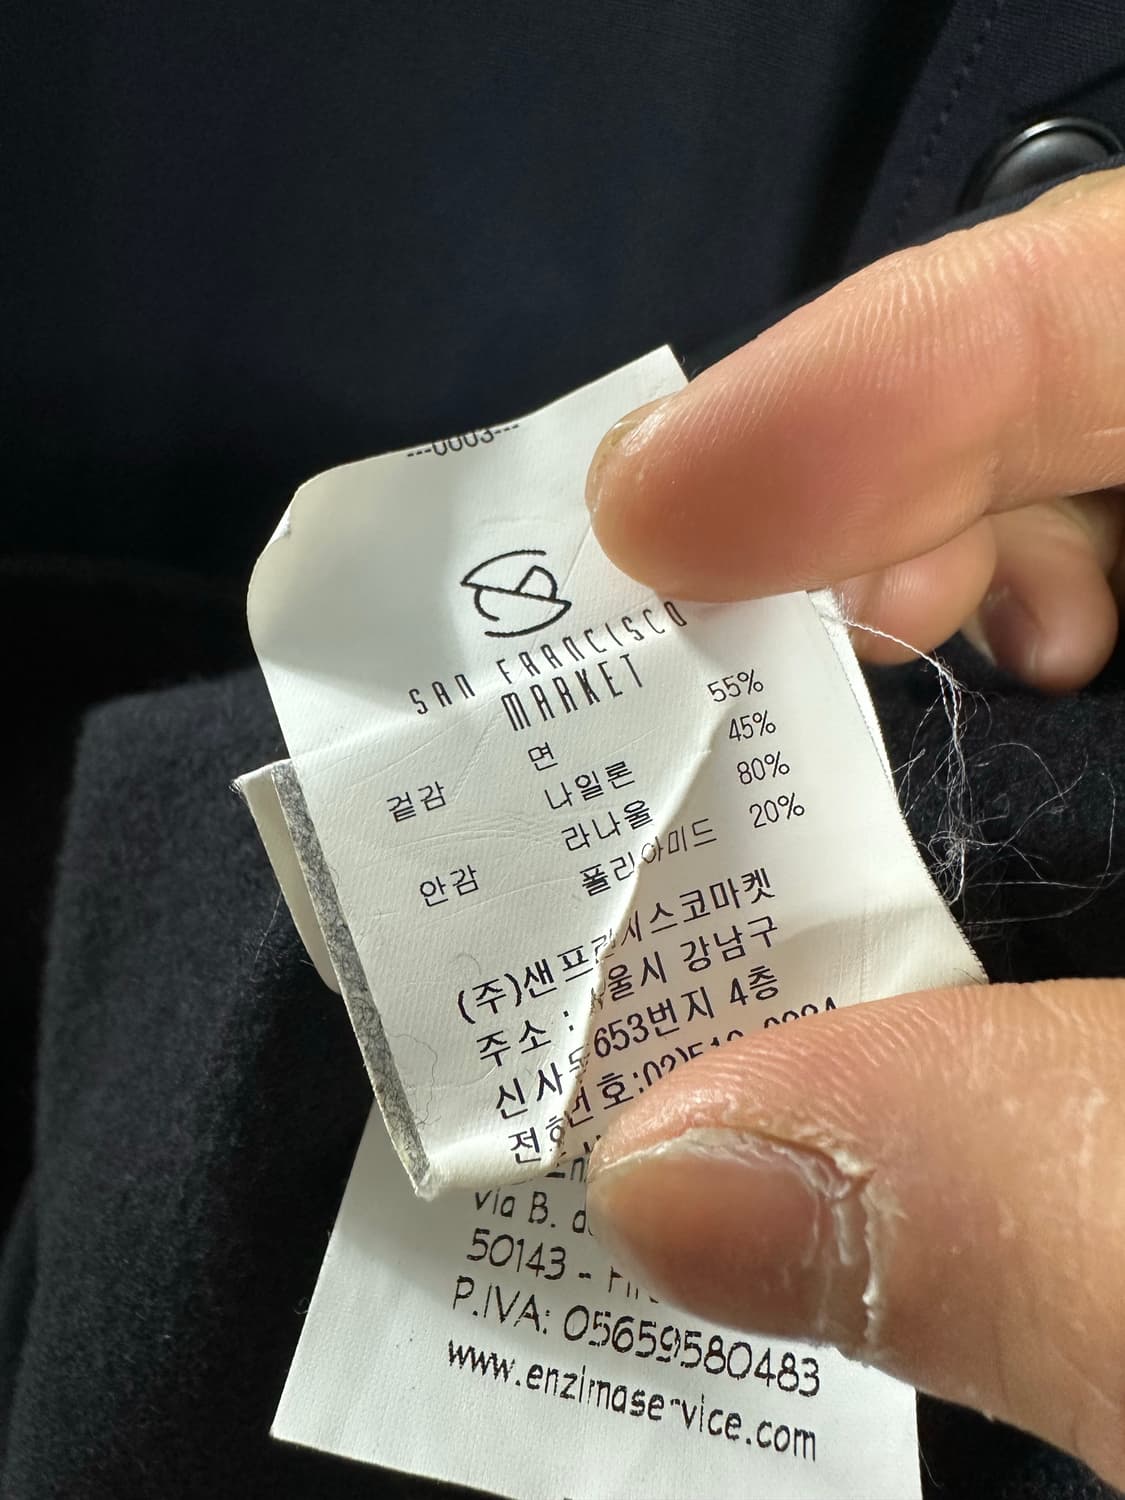 ---0003---
SAN FRANCISCO
MARKET
겉감 면 55%
나일론 45%
안감 라나울 80%
폴리아미드 20%
(주)샌프란시스코마켓
주소 : 서울시 강남구
신사동 653번지 4층
전화번호:02)
via B.
50143 -
P.IVA: 05659580483
www.enzimaservice.com